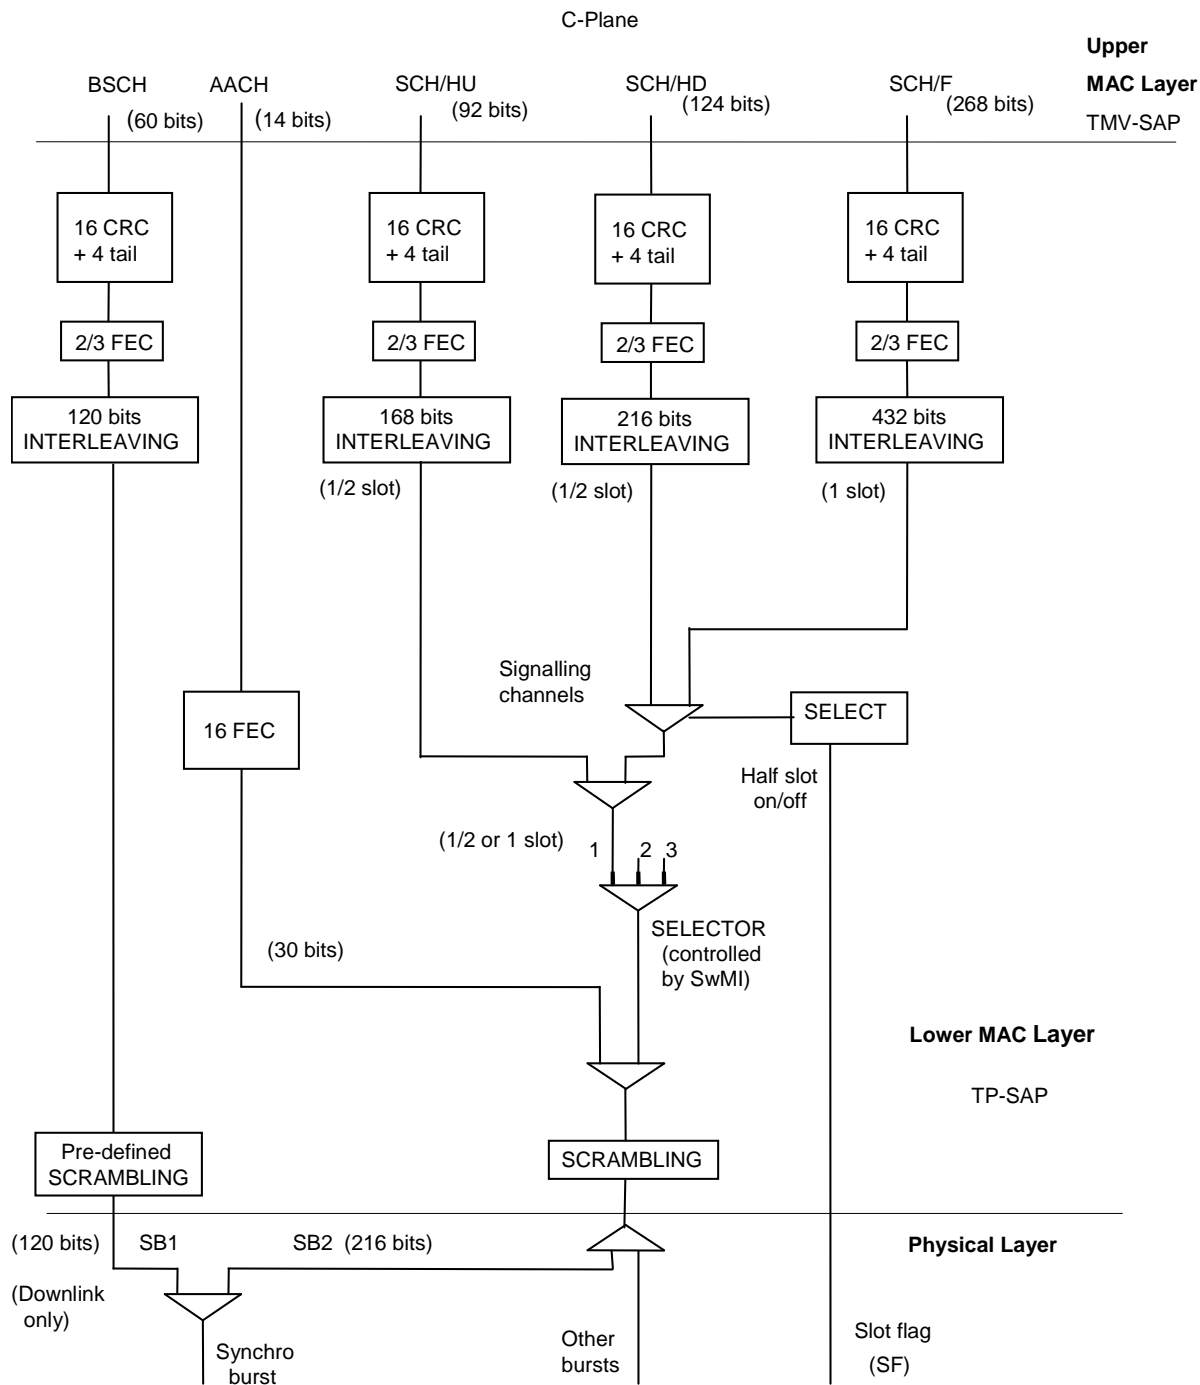 C-Plane
Upper
MAC Layer
TMV-SAP
BSCH
(60 bits)
AACH
(14 bits)
SCH/HU
(92 bits)
SCH/HD
(124 bits)
SCH/F
(268 bits)
16 CRC
+ 4 tail
16 CRC
+ 4 tail
16 CRC
+ 4 tail
16 CRC
+ 4 tail
2/3 FEC
2/3 FEC
2/3 FEC
2/3 FEC
120 bits
INTERLEAVING
168 bits
INTERLEAVING
216 bits
INTERLEAVING
432 bits
INTERLEAVING
(1/2 slot)
(1/2 slot)
(1 slot)
Signalling
channels
16 FEC
SELECT
Half slot
on/off
(1/2 or 1 slot)
1
2
3
SELECTOR
(controlled
by SwMI)
(30 bits)
Lower MAC Layer
TP-SAP
Pre-defined
SCRAMBLING
SCRAMBLING
(120 bits)
SB1
SB2 (216 bits)
Physical Layer
(Downlink
only)
Synchro
burst
Other
bursts
Slot flag
(SF)